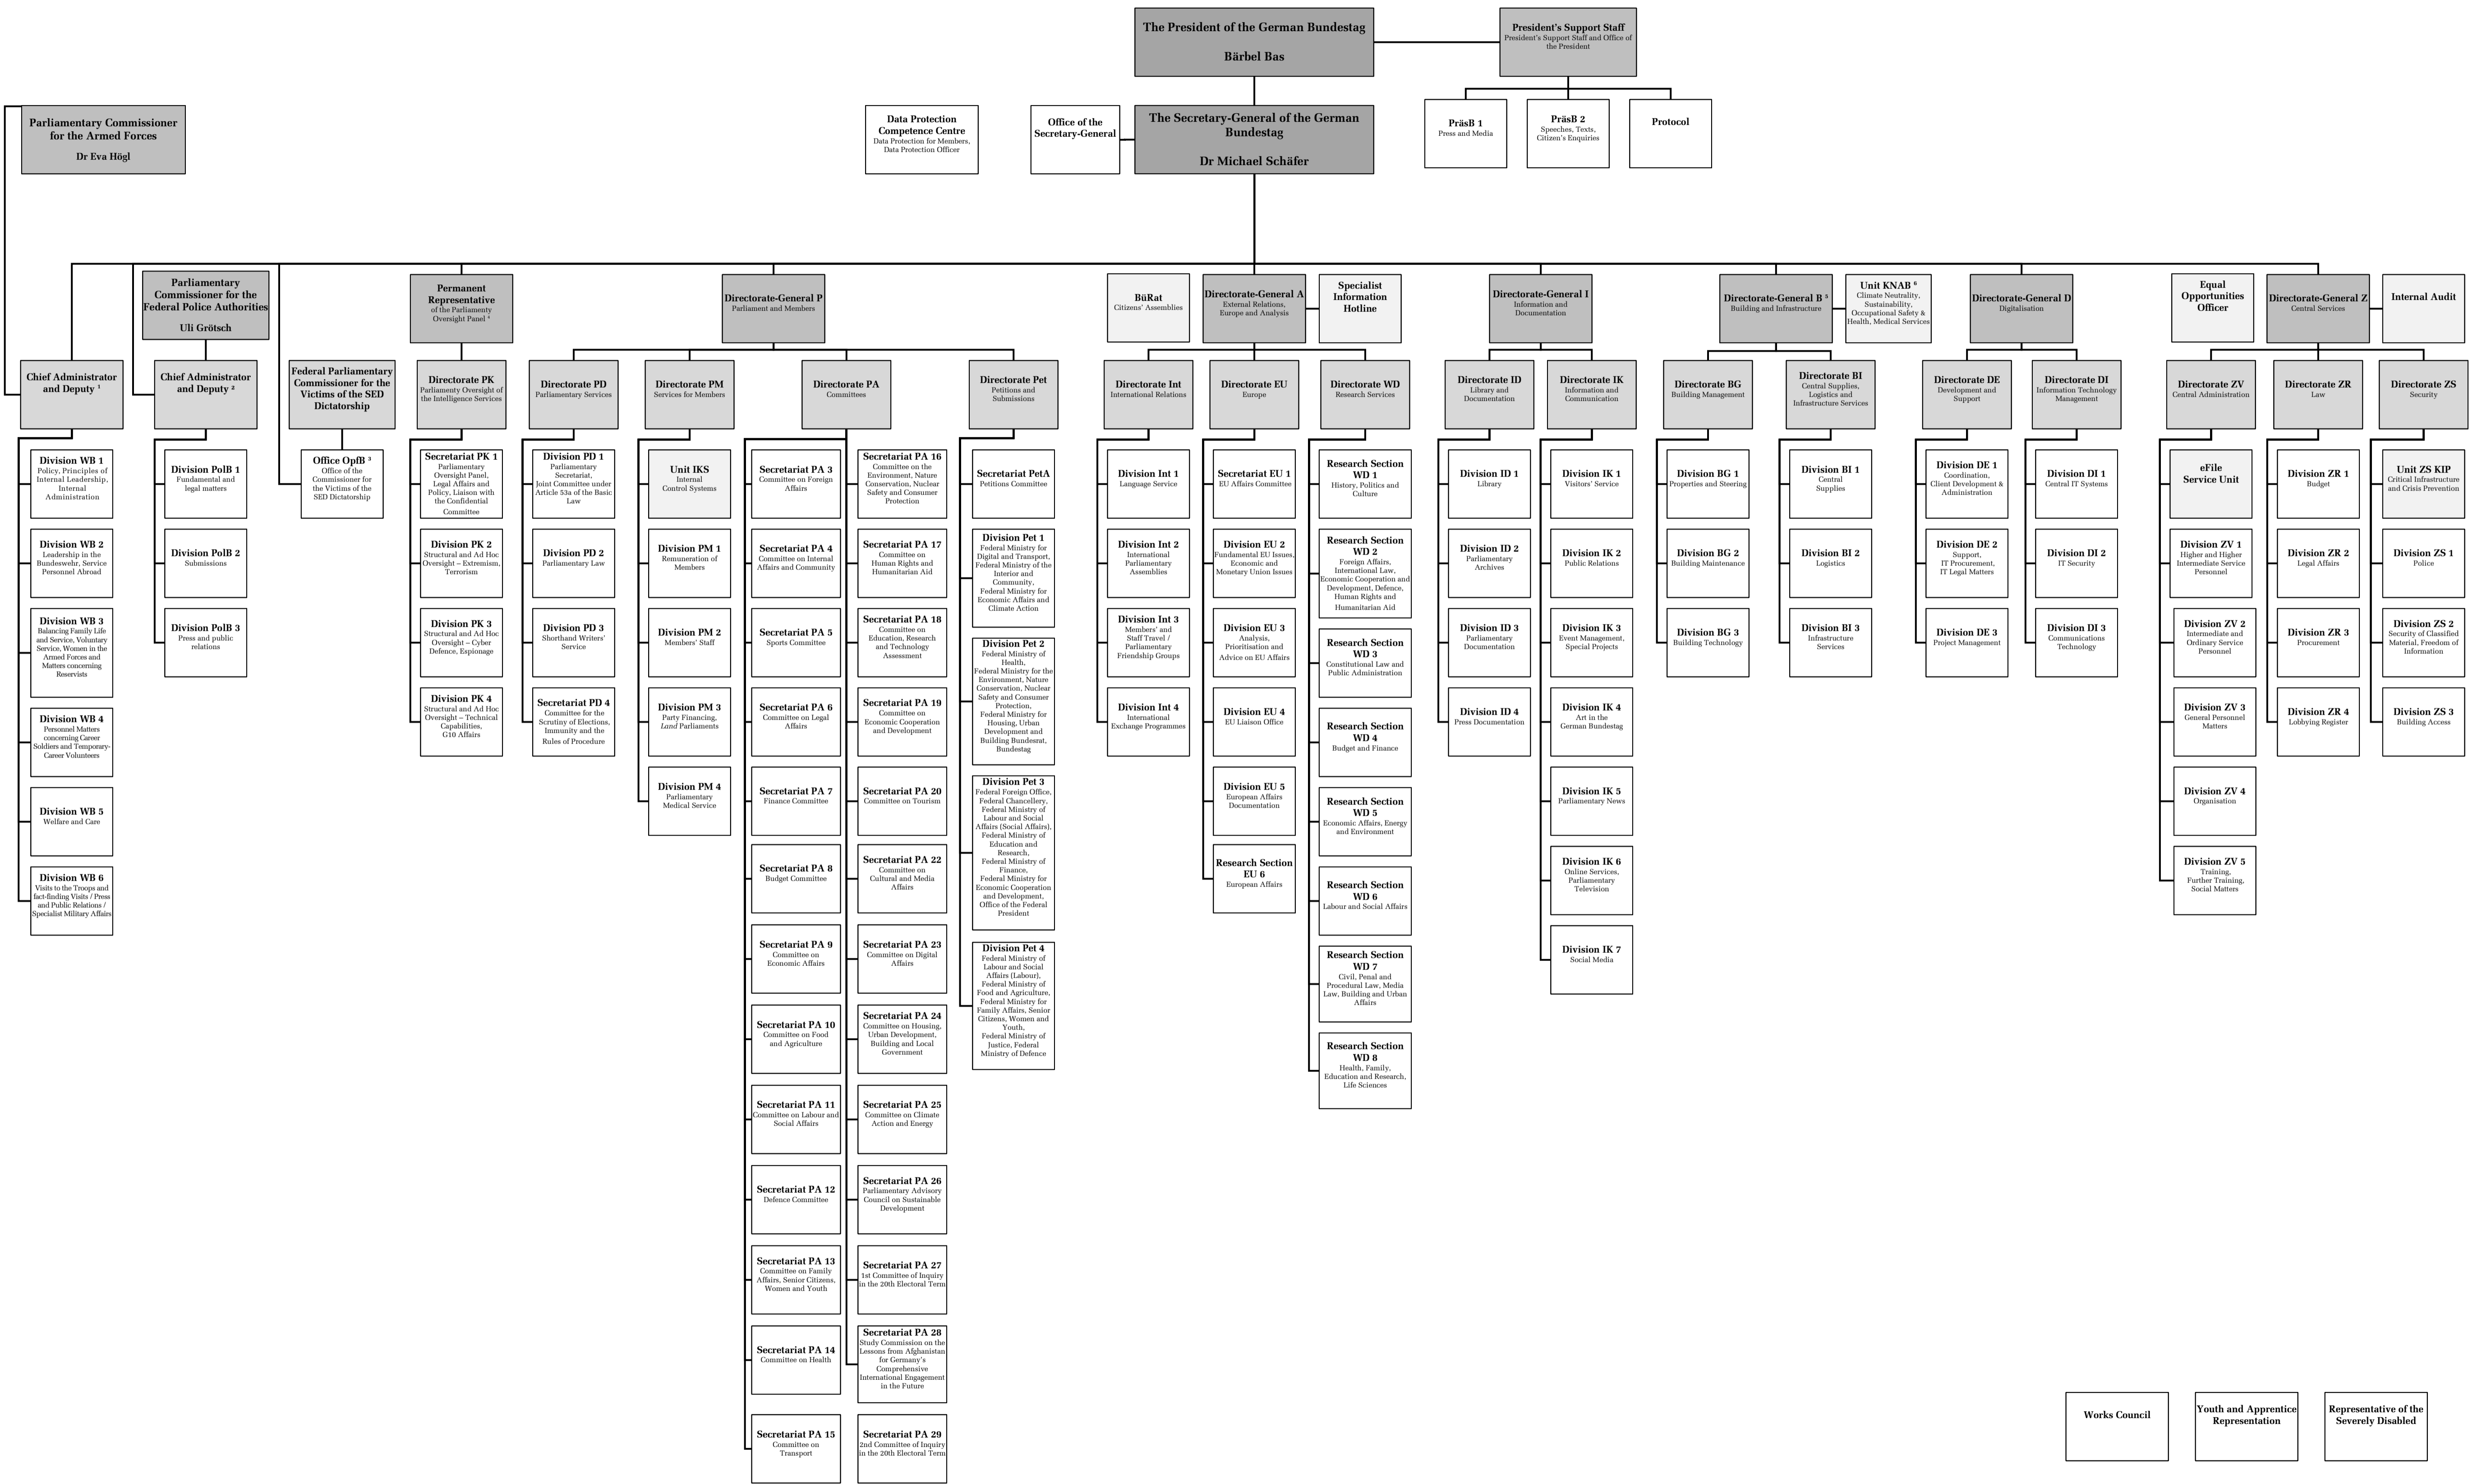 The President of the German Bundestag
Bärbel Bas
President's Support Staff
President's Support Staff and Office of
the President
Parliamentary Commissioner
for the Armed Forces
Dr Eva Högl
Data Protection
Competence Centre
Data Protection for Members,
Data Protection Officer
Office of the
Secretary-General
The Secretary-General of the German
Bundestag
Dr Michael Schäfer
PräsB 1
Press and Media
PräsB 2
Speeches, Texts,
Citizen's Enquiries
Protocol
Parliamentary
Commissioner for the
Federal Police Authorities
Uli Grötsch
Permanent
Representative
of the Parliamenty
Oversight Panel ⁴
Directorate-General P
Parliament and Members
BüRat
Citizens' Assemblies
Directorate-General A
External Relations,
Europe and Analysis
Specialist
Information
Hotline
Directorate-General I
Information and
Documentation
Directorate-General B ⁵
Building and Infrastructure
Unit KNAB ⁶
Climate Neutrality,
Sustainability,
Occupational Safety &
Health, Medical Services
Directorate-General D
Digitalisation
Equal
Opportunities
Officer
Directorate-General Z
Central Services
Internal Audit
Chief Administrator
and Deputy ¹
Chief Administrator
and Deputy ²
Federal Parliamentary
Commissioner for the
Victims of the SED
Dictatorship
Directorate PK
Parliamenty Oversight of
the Intelligence Services
Directorate PD
Parliamentary Services
Directorate PM
Services for Members
Directorate PA
Committees
Directorate Pet
Petitions and
Submissions
Directorate Int
International Relations
Directorate EU
Europe
Directorate WD
Research Services
Directorate ID
Library and
Documentation
Directorate IK
Information and
Communication
Directorate BG
Building Management
Directorate BI
Central Supplies,
Logistics and
Infrastructure Services
Directorate DE
Development and
Support
Directorate DI
Information Technology
Management
Directorate ZV
Central Administration
Directorate ZR
Law
Directorate ZS
Security
Division WB 1
Policy, Principles of
Internal Leadership,
Internal
Administration
Division WB 2
Leadership in the
Bundeswehr, Service
Personnel Abroad
Division WB 3
Balancing Family Life
and Service, Voluntary
Service, Women in the
Armed Forces and
Matters concerning
Reservists
Division WB 4
Personnel Matters
concerning Career
Soldiers and Temporary-
Career Volunteers
Division WB 5
Welfare and Care
Division WB 6
Visits to the Troops and
fact-finding Visits / Press
and Public Relations /
Specialist Military Affairs
Division PolB 1
Fundamental and
legal matters
Division PolB 2
Submissions
Division PolB 3
Press and public
relations
Office OpfB ³
Office of the
Commissioner for
the Victims of the
SED Dictatorship
Secretariat PK 1
Parliamentary
Oversight Panel,
Legal Affairs and
Policy, Liaison with
the Confidential
Committee
Division PK 2
Structural and Ad Hoc
Oversight – Extremism,
Terrorism
Division PK 3
Structural and Ad Hoc
Oversight – Cyber
Defence, Espionage
Division PK 4
Structural and Ad Hoc
Oversight – Technical
Capabilities,
G10 Affairs
Division PD 1
Parliamentary
Secretariat,
Joint Committee under
Article 53a of the Basic
Law
Division PD 2
Parliamentary Law
Division PD 3
Shorthand Writers'
Service
Secretariat PD 4
Committee for the
Scrutiny of Elections,
Immunity and the
Rules of Procedure
Unit IKS
Internal
Control Systems
Division PM 1
Remuneration of
Members
Division PM 2
Members' Staff
Division PM 3
Party Financing,
Land Parliaments
Division PM 4
Parliamentary
Medical Service
Secretariat PA 3
Committee on Foreign
Affairs
Secretariat PA 4
Committee on Internal
Affairs and Community
Secretariat PA 5
Sports Committee
Secretariat PA 6
Committee on Legal
Affairs
Secretariat PA 7
Finance Committee
Secretariat PA 8
Budget Committee
Secretariat PA 9
Committee on
Economic Affairs
Secretariat PA 10
Committee on Food
and Agriculture
Secretariat PA 11
Committee on Labour and
Social Affairs
Secretariat PA 12
Defence Committee
Secretariat PA 13
Committee on Family
Affairs, Senior Citizens,
Women and Youth
Secretariat PA 14
Committee on Health
Secretariat PA 15
Committee on
Transport
Secretariat PA 16
Committee on the
Environment, Nature
Conservation, Nuclear
Safety and Consumer
Protection
Secretariat PA 17
Committee on
Human Rights and
Humanitarian Aid
Secretariat PA 18
Committee on
Education, Research
and Technology
Assessment
Secretariat PA 19
Committee on
Economic Cooperation
and Development
Secretariat PA 20
Committee on Tourism
Secretariat PA 22
Committee on
Cultural and Media
Affairs
Secretariat PA 23
Committee on Digital
Affairs
Secretariat PA 24
Committee on Housing,
Urban Development,
Building and Local
Government
Secretariat PA 25
Committee on Climate
Action and Energy
Secretariat PA 26
Parliamentary Advisory
Council on Sustainable
Development
Secretariat PA 27
1st Committee of Inquiry
in the 20th Electoral Term
Secretariat PA 28
Study Commission on the
Lessons from Afghanistan
for Germany's
Comprehensive
International Engagement
in the Future
Secretariat PA 29
2nd Committee of Inquiry
in the 20th Electoral Term
Secretariat PetA
Petitions Committee
Division Pet 1
Federal Ministry for
Digital and Transport,
Federal Ministry of the
Interior and
Community,
Federal Ministry for
Economic Affairs and
Climate Action
Division Pet 2
Federal Ministry of
Health,
Federal Ministry for the
Environment, Nature
Conservation, Nuclear
Safety and Consumer
Protection,
Federal Ministry for
Housing, Urban
Development and
Building Bundesrat,
Bundestag
Division Pet 3
Federal Foreign Office,
Federal Chancellery,
Federal Ministry of
Labour and Social
Affairs (Social Affairs),
Federal Ministry of
Education and
Research,
Federal Ministry of
Finance,
Federal Ministry for
Economic Cooperation
and Development,
Office of the Federal
President
Division Pet 4
Federal Ministry of
Labour and Social
Affairs (Labour),
Federal Ministry of
Food and Agriculture,
Federal Ministry for
Family Affairs, Senior
Citizens, Women and
Youth,
Federal Ministry of
Justice, Federal
Ministry of Defence
Division Int 1
Language Service
Division Int 2
International
Parliamentary
Assemblies
Division Int 3
Members' and
Staff Travel /
Parliamentary
Friendship Groups
Division Int 4
International
Exchange Programmes
Secretariat EU 1
EU Affairs Committee
Division EU 2
Fundamental EU Issues,
Economic and
Monetary Union Issues
Division EU 3
Analysis,
Prioritisation and
Advice on EU Affairs
Division EU 4
EU Liaison Office
Division EU 5
European Affairs
Documentation
Research Section
EU 6
European Affairs
Research Section
WD 1
History, Politics and
Culture
Research Section
WD 2
Foreign Affairs,
International Law,
Economic Cooperation and
Development, Defence,
Human Rights and
Humanitarian Aid
Research Section
WD 3
Constitutional Law and
Public Administration
Research Section
WD 4
Budget and Finance
Research Section
WD 5
Economic Affairs, Energy
and Environment
Research Section
WD 6
Labour and Social Affairs
Research Section
WD 7
Civil, Penal and
Procedural Law, Media
Law, Building and Urban
Affairs
Research Section
WD 8
Health, Family,
Education and Research,
Life Sciences
Division ID 1
Library
Division ID 2
Parliamentary
Archives
Division ID 3
Parliamentary
Documentation
Division ID 4
Press Documentation
Division IK 1
Visitors' Service
Division IK 2
Public Relations
Division IK 3
Event Management,
Special Projects
Division IK 4
Art in the
German Bundestag
Division IK 5
Parliamentary News
Division IK 6
Online Services,
Parliamentary
Television
Division IK 7
Social Media
Division BG 1
Properties and Steering
Division BG 2
Building Maintenance
Division BG 3
Building Technology
Division BI 1
Central
Supplies
Division BI 2
Logistics
Division BI 3
Infrastructure
Services
Division DE 1
Coordination,
Client Development &
Administration
Division DE 2
Support,
IT Procurement,
IT Legal Matters
Division DE 3
Project Management
Division DI 1
Central IT Systems
Division DI 2
IT Security
Division DI 3
Communications
Technology
eFile
Service Unit
Division ZV 1
Higher and Higher
Intermediate Service
Personnel
Division ZV 2
Intermediate and
Ordinary Service
Personnel
Division ZV 3
General Personnel
Matters
Division ZV 4
Organisation
Division ZV 5
Training,
Further Training,
Social Matters
Division ZR 1
Budget
Division ZR 2
Legal Affairs
Division ZR 3
Procurement
Division ZR 4
Lobbying Register
Unit ZS KIP
Critical Infrastructure
and Crisis Prevention
Division ZS 1
Police
Division ZS 2
Security of Classified
Material, Freedom of
Information
Division ZS 3
Building Access
Works Council
Youth and Apprentice
Representation
Representative of the
Severely Disabled